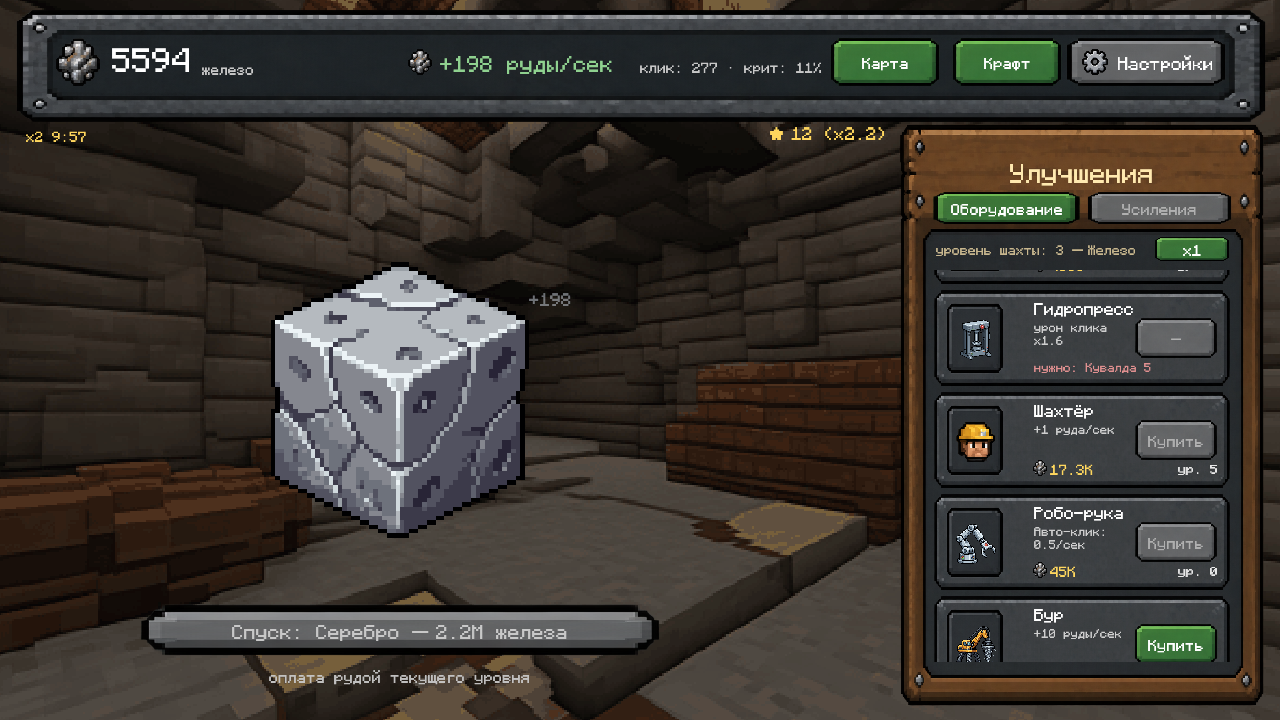 5594 железо
+198 руды/сек
клик: 277 · крит: 11%
Карта
Крафт
Настройки
x2 9:57
12 (x2.2)
Улучшения
Оборудование
Усиления
уровень шахты: 3 — Железо
x1
+198
Гидропресс
урон клика
x1.6
—
нужно: Кувалда 5
Шахтёр
+1 руда/сек
Купить
17.3K
ур. 5
Робо-рука
Авто-клик:
0.5/сек
Купить
45K
ур. 0
Бур
+10 руды/сек
Купить
Спуск: Серебро — 2.2M железа
оплата рудой текущего уровня